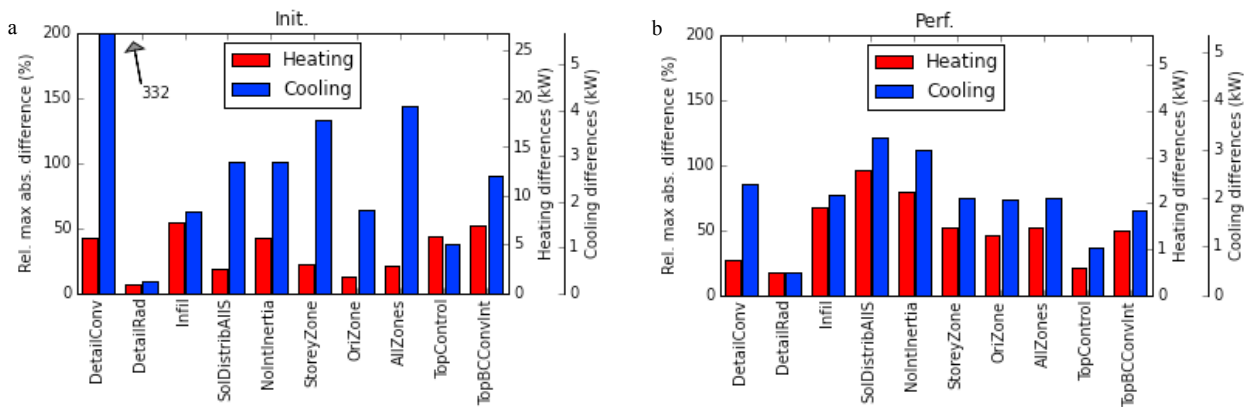 a
Init.
Rel. max abs. difference (%)
200
150
100
50
0
332
Heating
Cooling
25
20
15
10
5
0
Heating differences (kW)
5
4
3
2
1
0
Cooling differences (kW)
DetailConv
DetailRad
Infil
SolDistribAllS
NoIntInertia
StoreyZone
OriZone
AllZones
TopControl
TopBCConvInt
b
Perf.
Rel. max abs. difference (%)
200
150
100
50
0
Heating
Cooling
5
4
3
2
1
0
Heating differences (kW)
5
4
3
2
1
0
Cooling differences (kW)
DetailConv
DetailRad
Infil
SolDistribAllS
NoIntInertia
StoreyZone
OriZone
AllZones
TopControl
TopBCConvInt